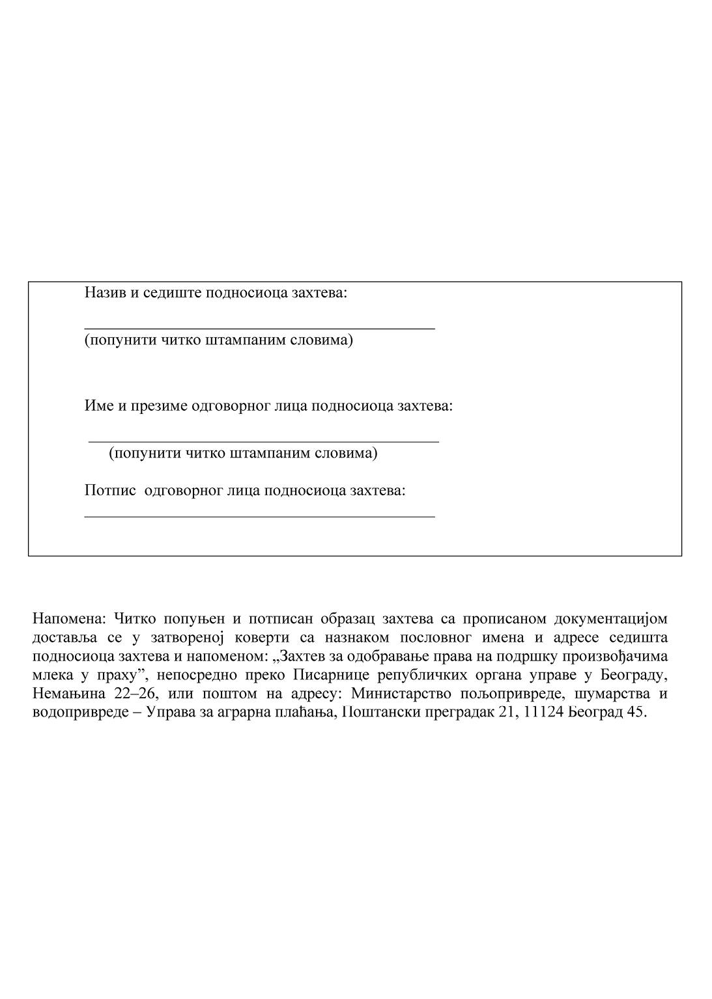 Назив и седиште подносиоца захтева:
(попунити читко штампаним словима)
Име и презиме одговорног лица подносиоца захтева:
(попунити читко штампаним словима)
Потпис  одговорног лица подносиоца захтева:
Напомена: Читко попуњен и потписан образац захтева са прописаном документацијом
доставља се у затвореној коверти са назнаком пословног имена и адресе седишта
подносиоца захтева и напоменом: „Захтев за одобравање права на подршку произвођачима
млека у праху”, непосредно преко Писарнице републичких органа управе у Београду,
Немањина 22–26, или поштом на адресу: Министарство пољопривреде, шумарства и
водопривреде – Управа за аграрна плаћања, Поштански преградак 21, 11124 Београд 45.